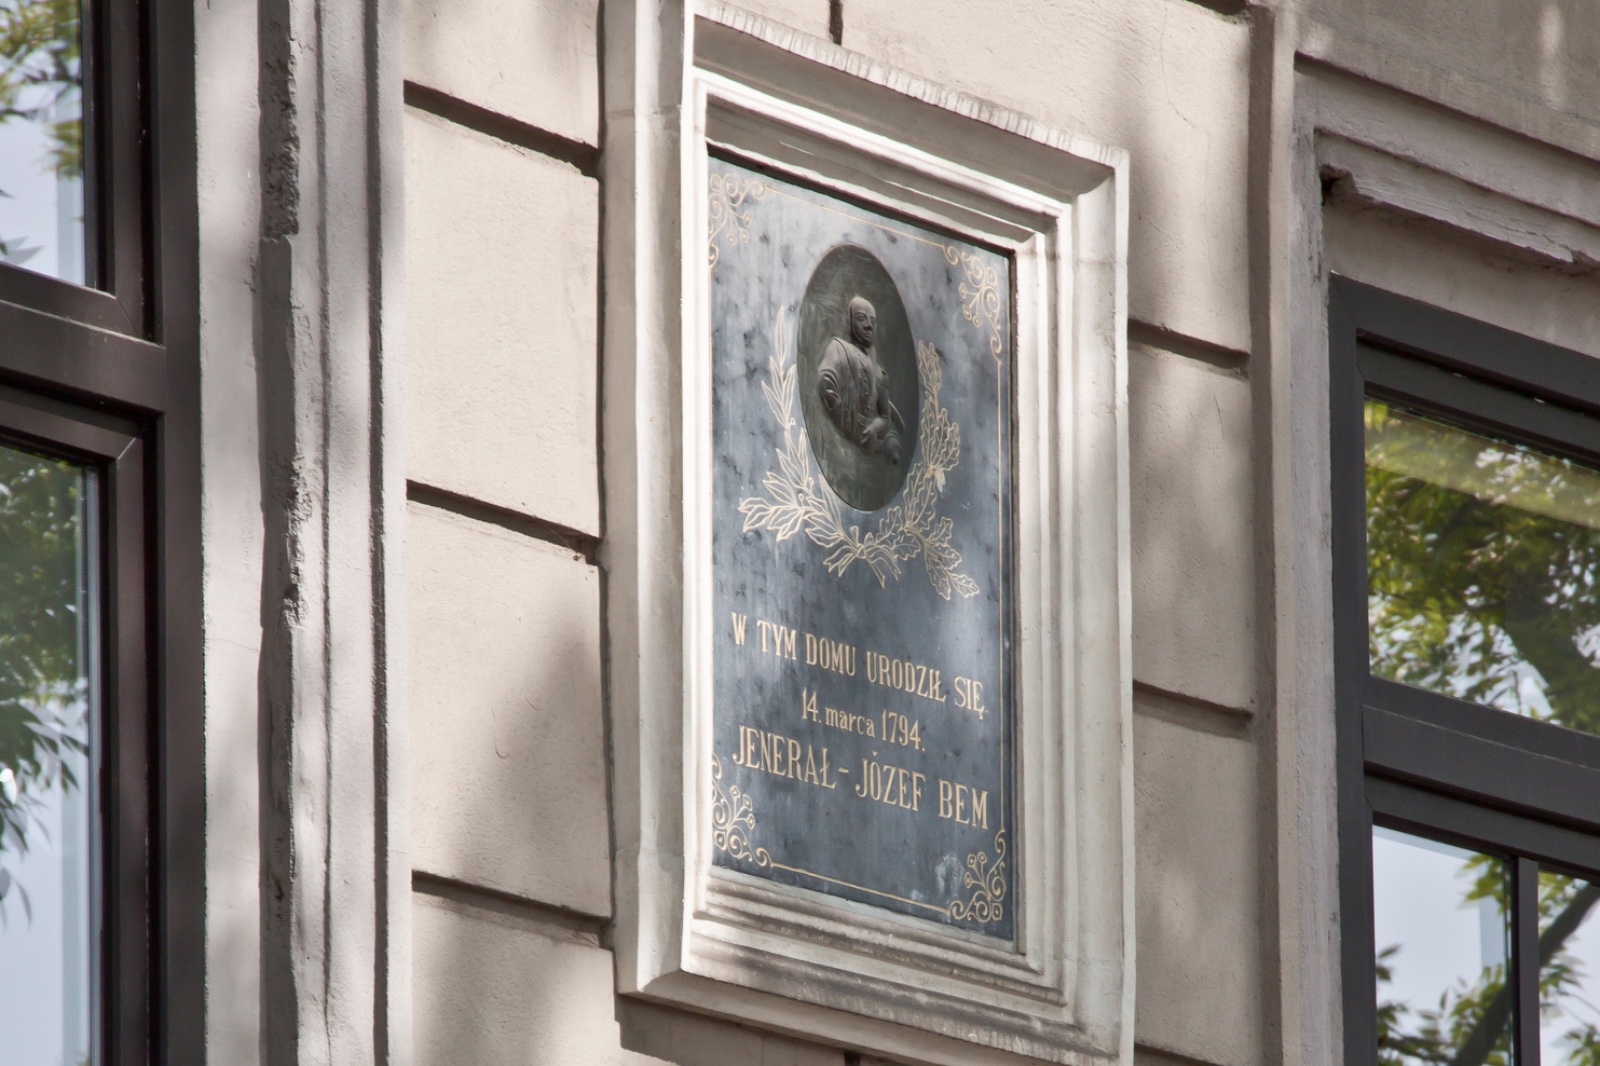 W TYM DOMU URODZIŁ SIĘ.
14. marca 1794.
JENERAŁ - JÓZEF BEM